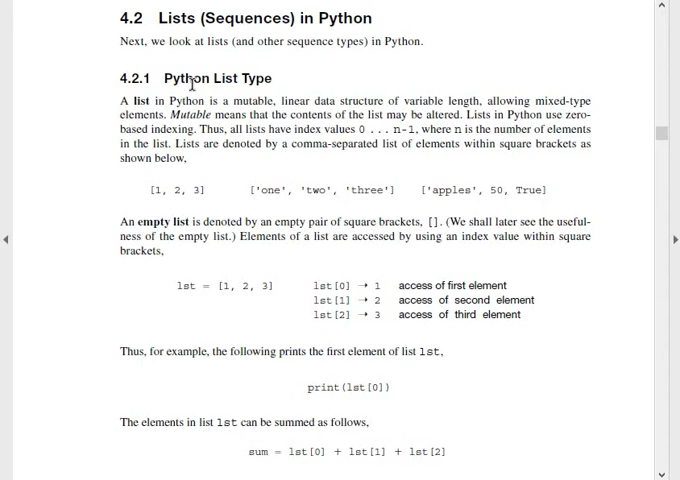 4.2 Lists (Sequences) in Python
Next, we look at lists (and other sequence types) in Python.
4.2.1 Python List Type
A list in Python is a mutable, linear data structure of variable length, allowing mixed-type
elements. Mutable means that the contents of the list may be altered. Lists in Python use zero-
based indexing. Thus, all lists have index values 0 . . . n-1, where n is the number of elements
in the list. Lists are denoted by a comma-separated list of elements within square brackets as
shown below,
[1, 2, 3] ['one', 'two', 'three'] ['apples', 50, True]
An empty list is denoted by an empty pair of square brackets, []. (We shall later see the useful-
ness of the empty list.) Elements of a list are accessed by using an index value within square
brackets,
lst = [1, 2, 3] lst[0] → 1 access of first element
lst[1] → 2 access of second element
lst[2] → 3 access of third element
Thus, for example, the following prints the first element of list lst,
print(lst[0])
The elements in list lst can be summed as follows,
sum = lst[0] + lst[1] + lst[2]